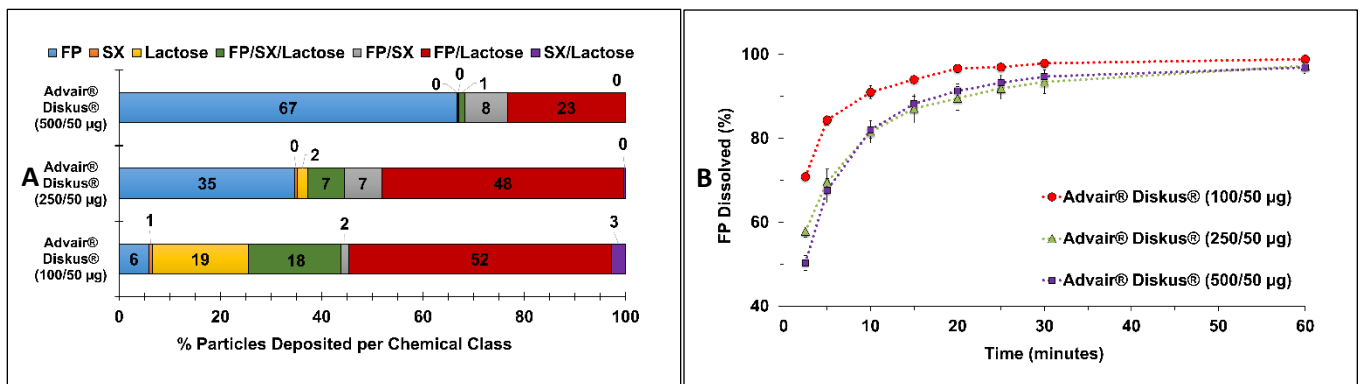 FP SX Lactose FP/SX/Lactose FP/SX FP/Lactose SX/Lactose
0 0 1 0
Advair®
Diskus®
(500/50 µg)
67 8 23
0 2 0
Advair®
Diskus®
(250/50 µg)
35 7 7 48
1 2 3
Advair®
Diskus®
(100/50 µg)
6 19 18 52
0 20 40 60 80 100
% Particles Deposited per Chemical Class
A
100
80
60
40
FP Dissolved (%)
B
Advair® Diskus® (100/50 µg)
Advair® Diskus® (250/50 µg)
Advair® Diskus® (500/50 µg)
0 10 20 30 40 50 60
Time (minutes)